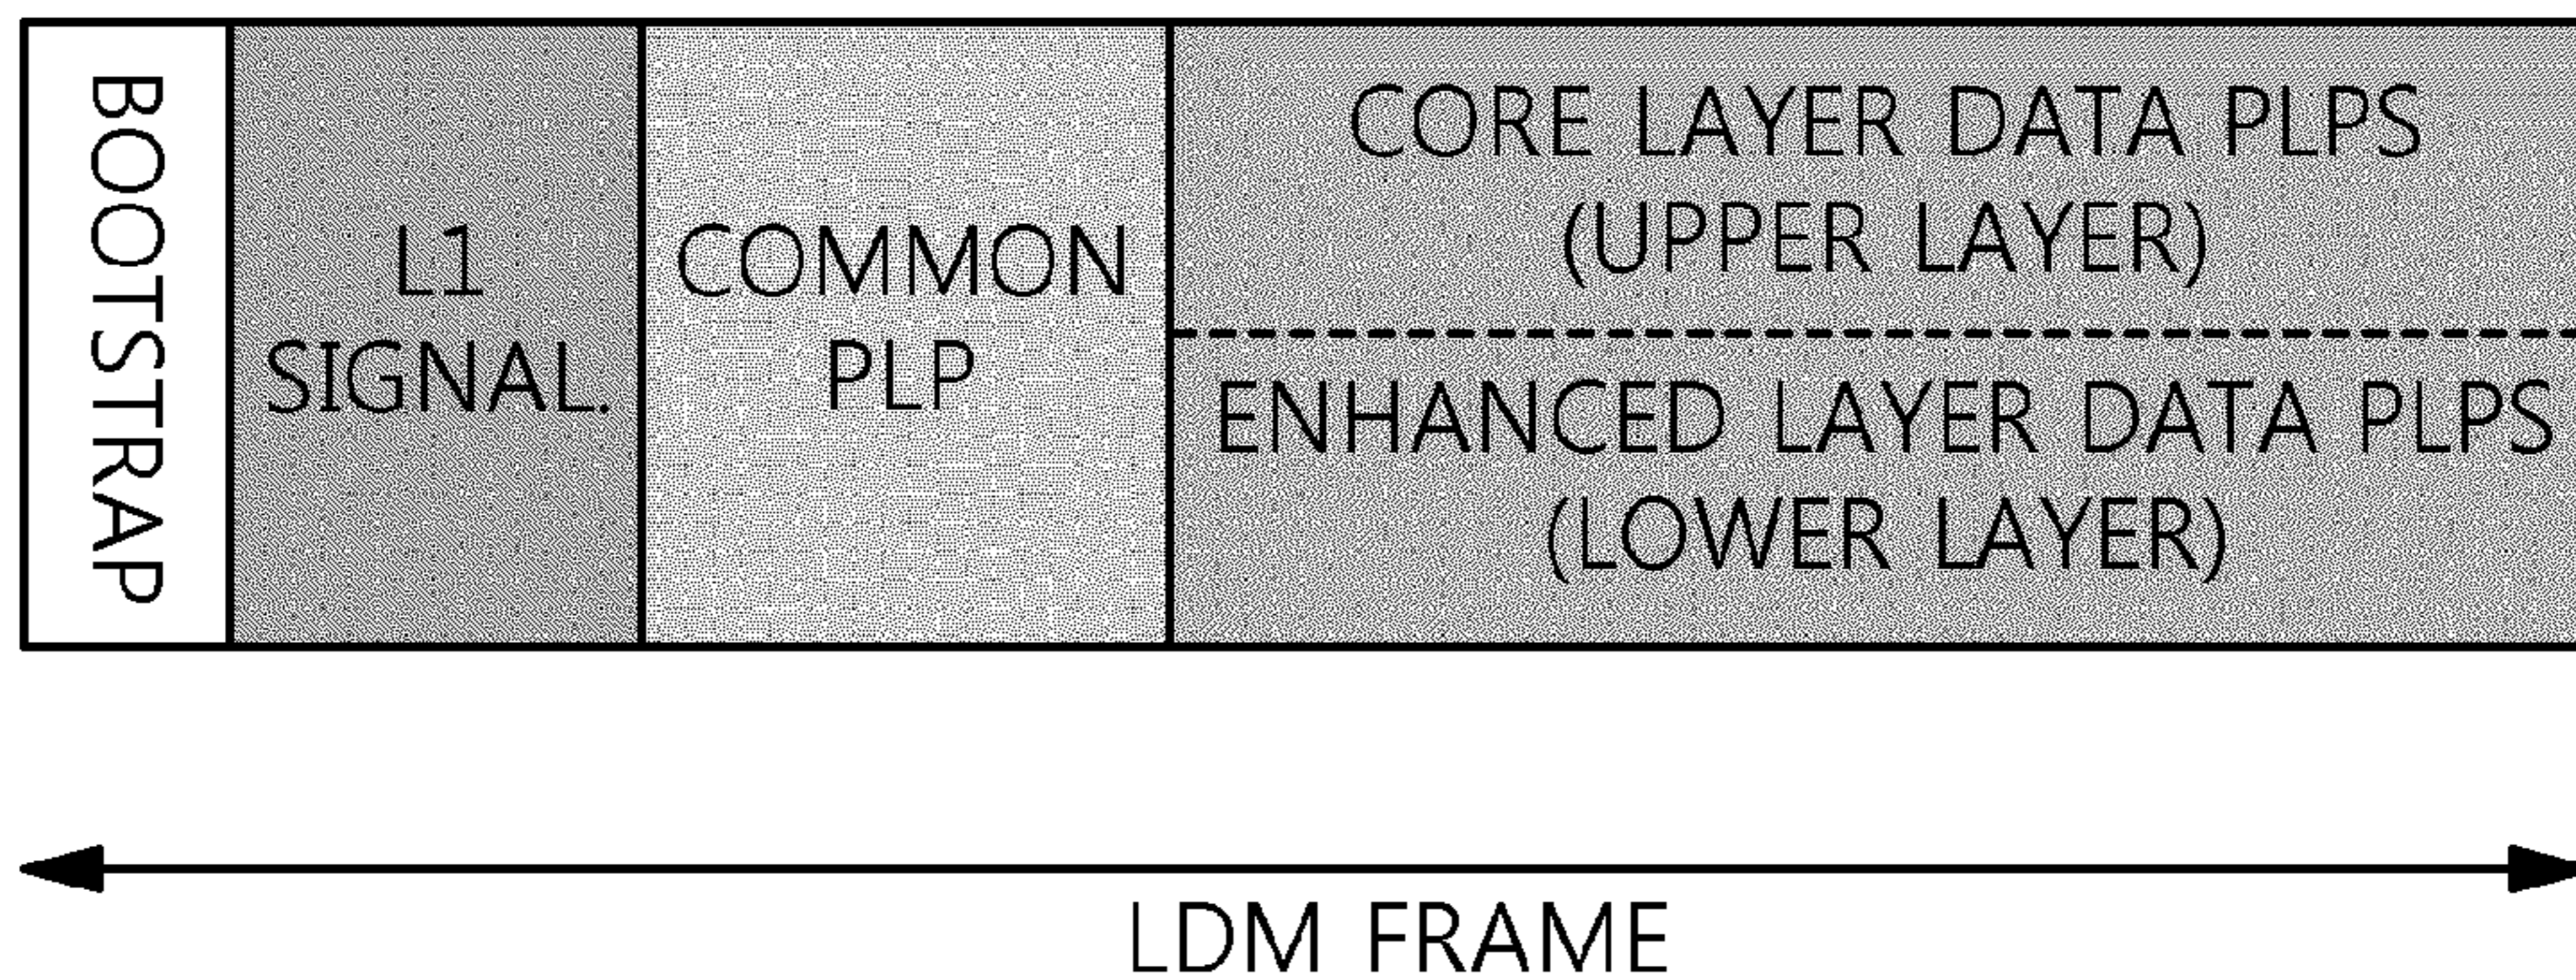 BOOTSTRAP
L1
SIGNAL.
COMMON
PLP
CORE LAYER DATA PLPS
(UPPER LAYER)
ENHANCED LAYER DATA PLPS
(LOWER LAYER)
LDM FRAME